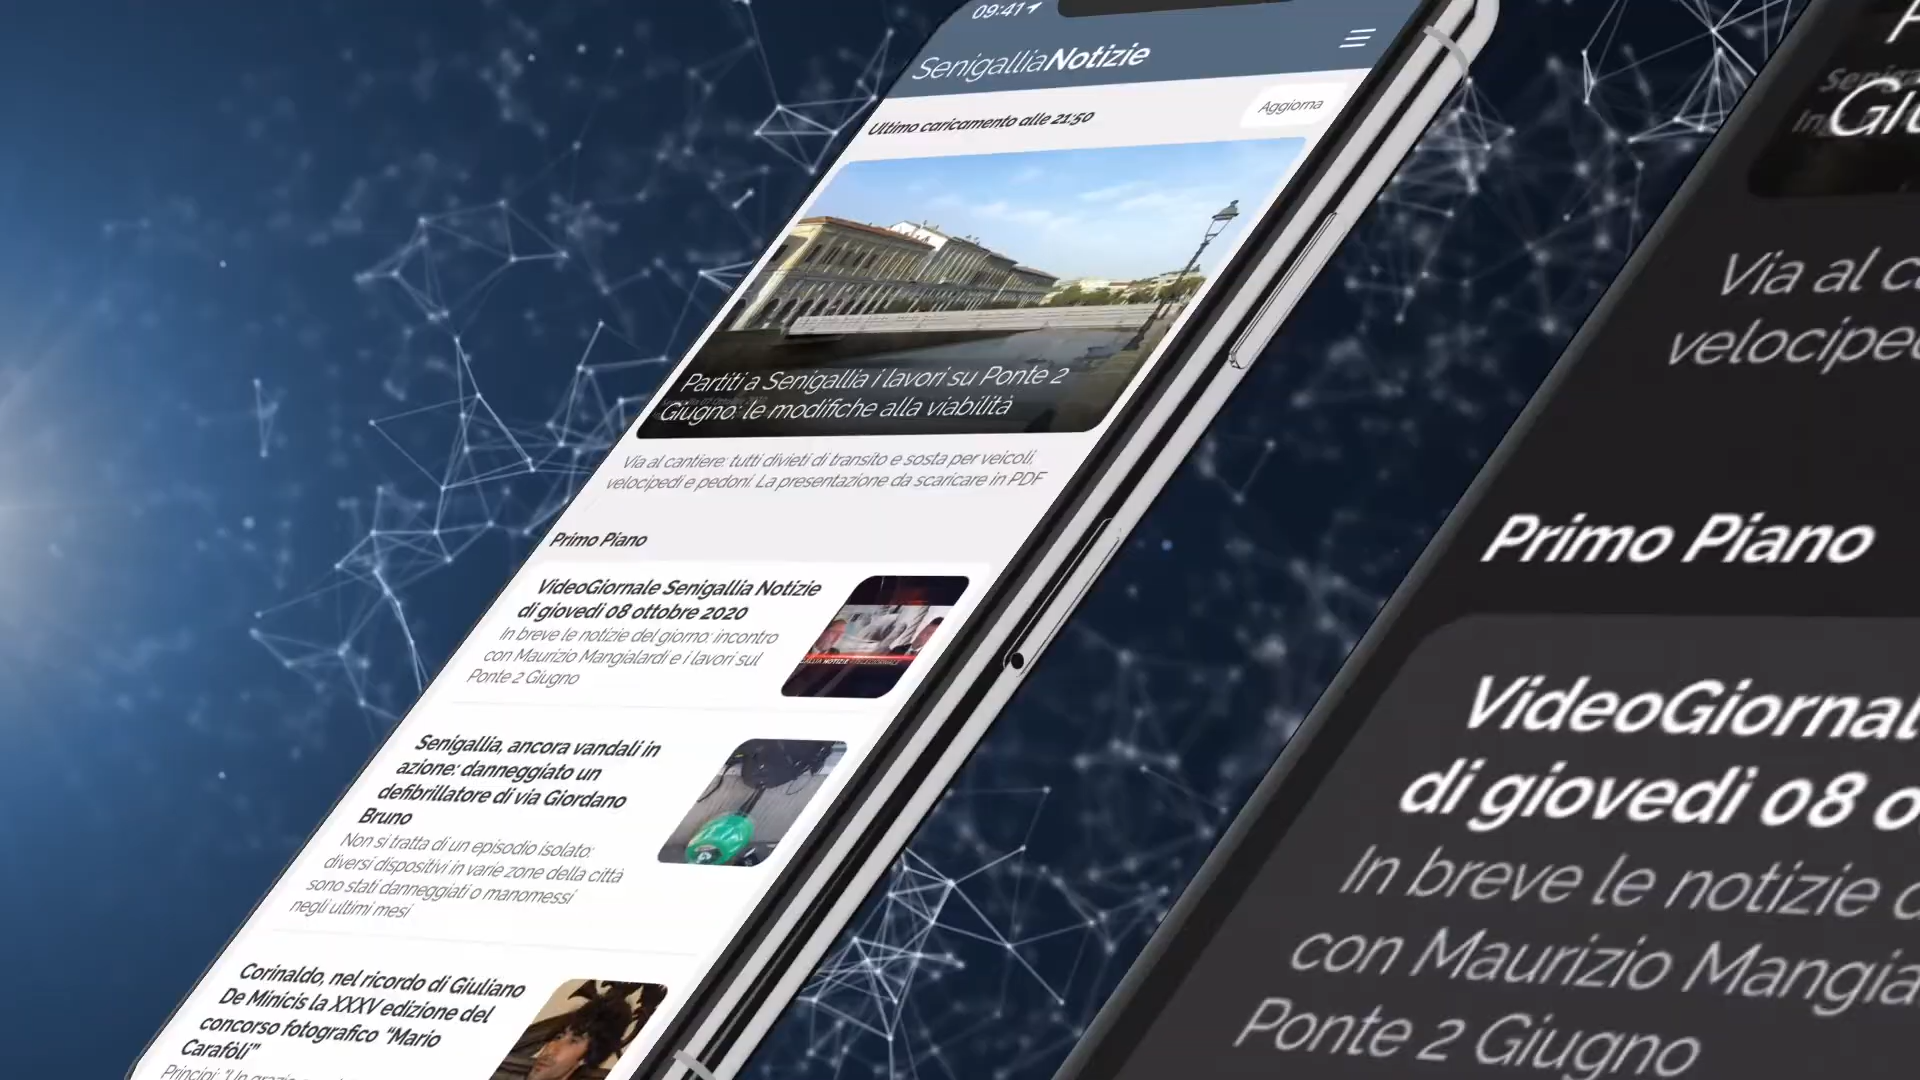 09:41
SenigalliaNotizie
Ultimo caricamento alle 21:50
Aggiorna
Partiti a Senigallia i lavori su Ponte 2
Giugno: le modifiche alla viabilità
Via al cantiere: tutti divieti di transito e sosta per veicoli,
velocipedi e pedoni. La presentazione da scaricare in PDF
Primo Piano
VideoGiornale Senigallia Notizie
di giovedì 08 ottobre 2020
In breve le notizie del giorno: incontro
con Maurizio Mangialardi e i lavori sul
Ponte 2 Giugno
Senigallia, ancora vandali in
azione: danneggiato un
defibrillatore di via Giordano
Bruno
Non si tratta di un episodio isolato:
diversi dispositivi in varie zone della città
sono stati danneggiati o manomessi
negli ultimi mesi
Corinaldo, nel ricordo di Giuliano
De Minicis la XXXV edizione del
concorso fotografico "Mario
Carafòli"
Principi: "Un
Via al c
velociped
Primo Piano
VideoGiornal
di giovedì 08 o
In breve le notizie d
con Maurizio Mangia
Ponte 2 Giugno